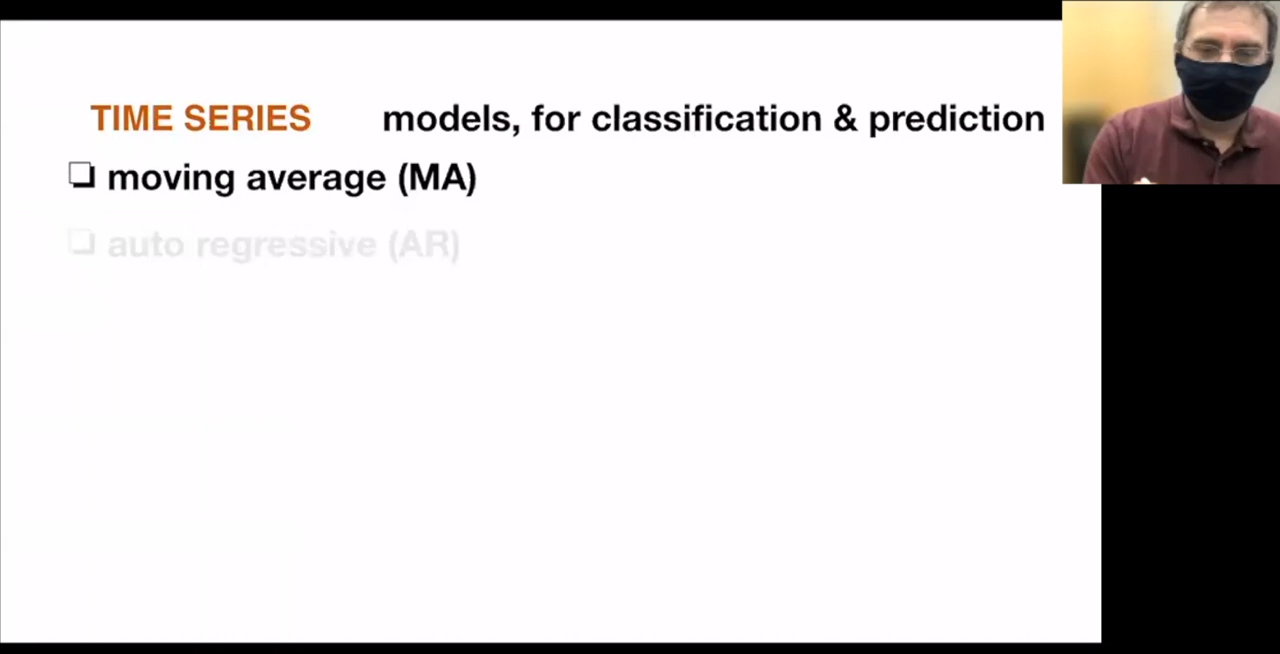 TIME SERIES models, for classification & prediction
❏ moving average (MA)
❏ auto regressive (AR)